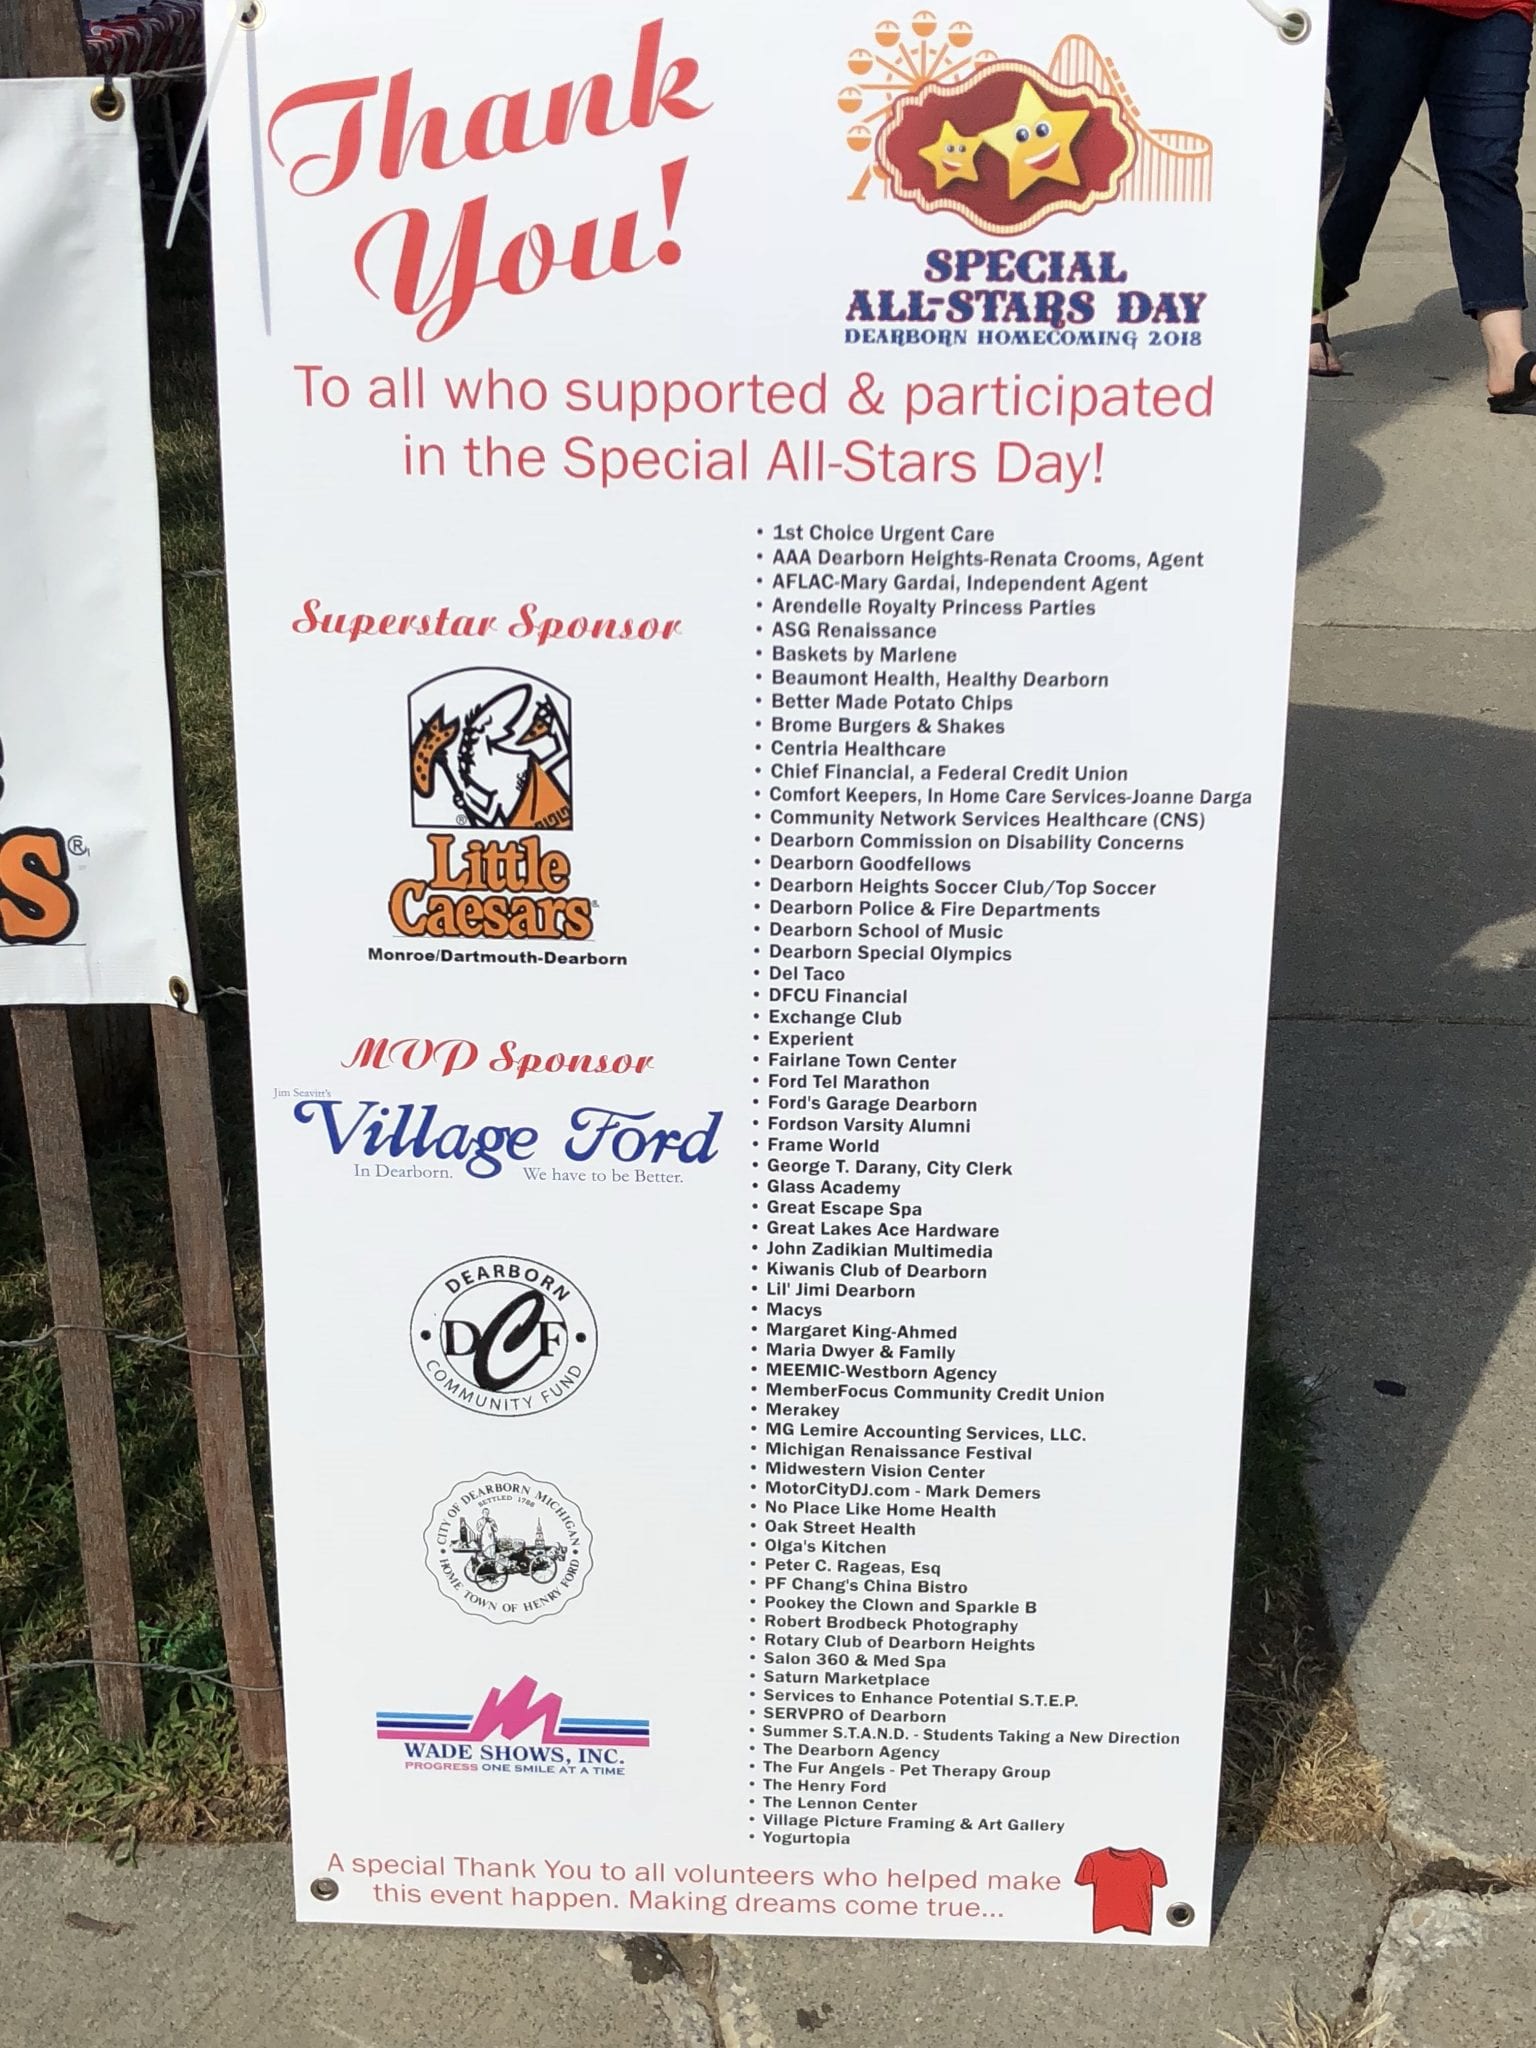 Thank
You!
SPECIAL
ALL-STARS DAY
DEARBORN HOMECOMING 2018
To all who supported & participated
in the Special All-Stars Day!
Superstar Sponsor
Little
Caesars®
Monroe/Dartmouth-Dearborn
MVP Sponsor
Jim Seavitt's
Village Ford
In Dearborn. We have to be Better.
DEARBORN
DCF
COMMUNITY FUND
CITY OF DEARBORN MICHIGAN
SETTLED 1786
HOME TOWN OF HENRY FORD
WADE SHOWS, INC.
PROGRESS ONE SMILE AT A TIME
• 1st Choice Urgent Care
• AAA Dearborn Heights-Renata Crooms, Agent
• AFLAC-Mary Gardai, Independent Agent
• Arendelle Royalty Princess Parties
• ASG Renaissance
• Baskets by Marlene
• Beaumont Health, Healthy Dearborn
• Better Made Potato Chips
• Brome Burgers & Shakes
• Centria Healthcare
• Chief Financial, a Federal Credit Union
• Comfort Keepers, In Home Care Services-Joanne Darga
• Community Network Services Healthcare (CNS)
• Dearborn Commission on Disability Concerns
• Dearborn Goodfellows
• Dearborn Heights Soccer Club/Top Soccer
• Dearborn Police & Fire Departments
• Dearborn School of Music
• Dearborn Special Olympics
• Del Taco
• DFCU Financial
• Exchange Club
• Experient
• Fairlane Town Center
• Ford Tel Marathon
• Ford's Garage Dearborn
• Fordson Varsity Alumni
• Frame World
• George T. Darany, City Clerk
• Glass Academy
• Great Escape Spa
• Great Lakes Ace Hardware
• John Zadikian Multimedia
• Kiwanis Club of Dearborn
• Lil' Jimi Dearborn
• Macys
• Margaret King-Ahmed
• Maria Dwyer & Family
• MEEMIC-Westborn Agency
• MemberFocus Community Credit Union
• Merakey
• MG Lemire Accounting Services, LLC.
• Michigan Renaissance Festival
• Midwestern Vision Center
• MotorCityDJ.com - Mark Demers
• No Place Like Home Health
• Oak Street Health
• Olga's Kitchen
• Peter C. Rageas, Esq
• PF Chang's China Bistro
• Pookey the Clown and Sparkle B
• Robert Brodbeck Photography
• Rotary Club of Dearborn Heights
• Salon 360 & Med Spa
• Saturn Marketplace
• Services to Enhance Potential S.T.E.P.
• SERVPRO of Dearborn
• Summer S.T.A.N.D. - Students Taking a New Direction
• The Dearborn Agency
• The Fur Angels - Pet Therapy Group
• The Henry Ford
• The Lennon Center
• Village Picture Framing & Art Gallery
• Yogurtopia
A special Thank You to all volunteers who helped make
this event happen. Making dreams come true...
S®